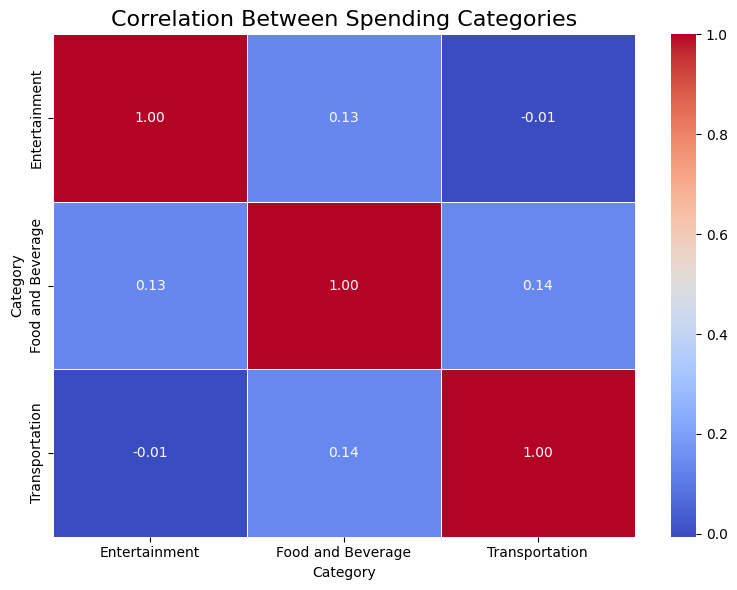 Correlation Between Spending Categories
Category
Entertainment
Food and Beverage
Transportation
1.00 0.13 -0.01
0.13 1.00 0.14
-0.01 0.14 1.00
Entertainment Food and Beverage Transportation
Category
1.0
0.8
0.6
0.4
0.2
0.0